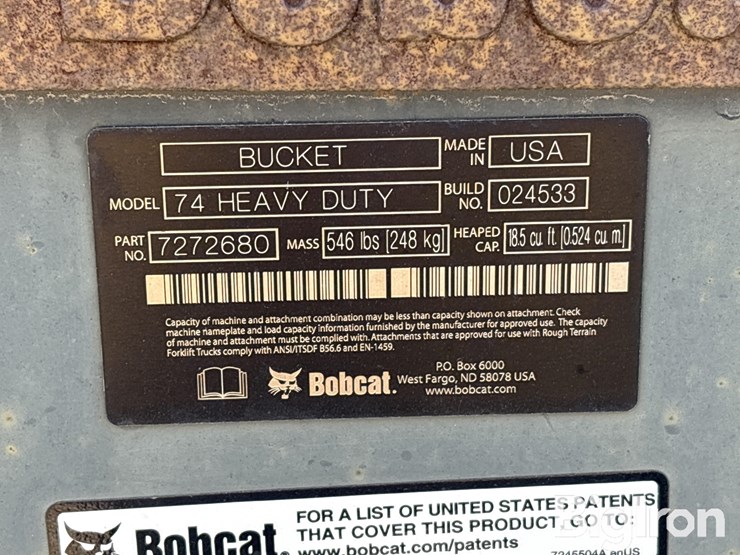 BUCKET MADE IN USA
MODEL 74 HEAVY DUTY BUILD NO. 024533
PART NO. 7272680 MASS 546 lbs [248 kg] HEAPED CAP. 18.5 cu. ft. [0.524 cu. m.]
Capacity of machine and attachment combination may be less than capacity shown on attachment. Check
machine nameplate and load capacity information furnished by the manufacturer for approved use. The
capacity of the machine must be complied with. Attachments that are approved for use with Rough Terrain
Forklift Trucks comply with ANSI/ITSDF B56.6 and EN-1459.
Bobcat.
P.O. Box 6000
West Fargo, ND 58078 USA
www.bobcat.com
Bobcat.
FOR A LIST OF UNITED STATES PATENTS
THAT COVER THIS PRODUCT, GO TO:
www.bobcat.com/patents
7245504A enUS
BigIron